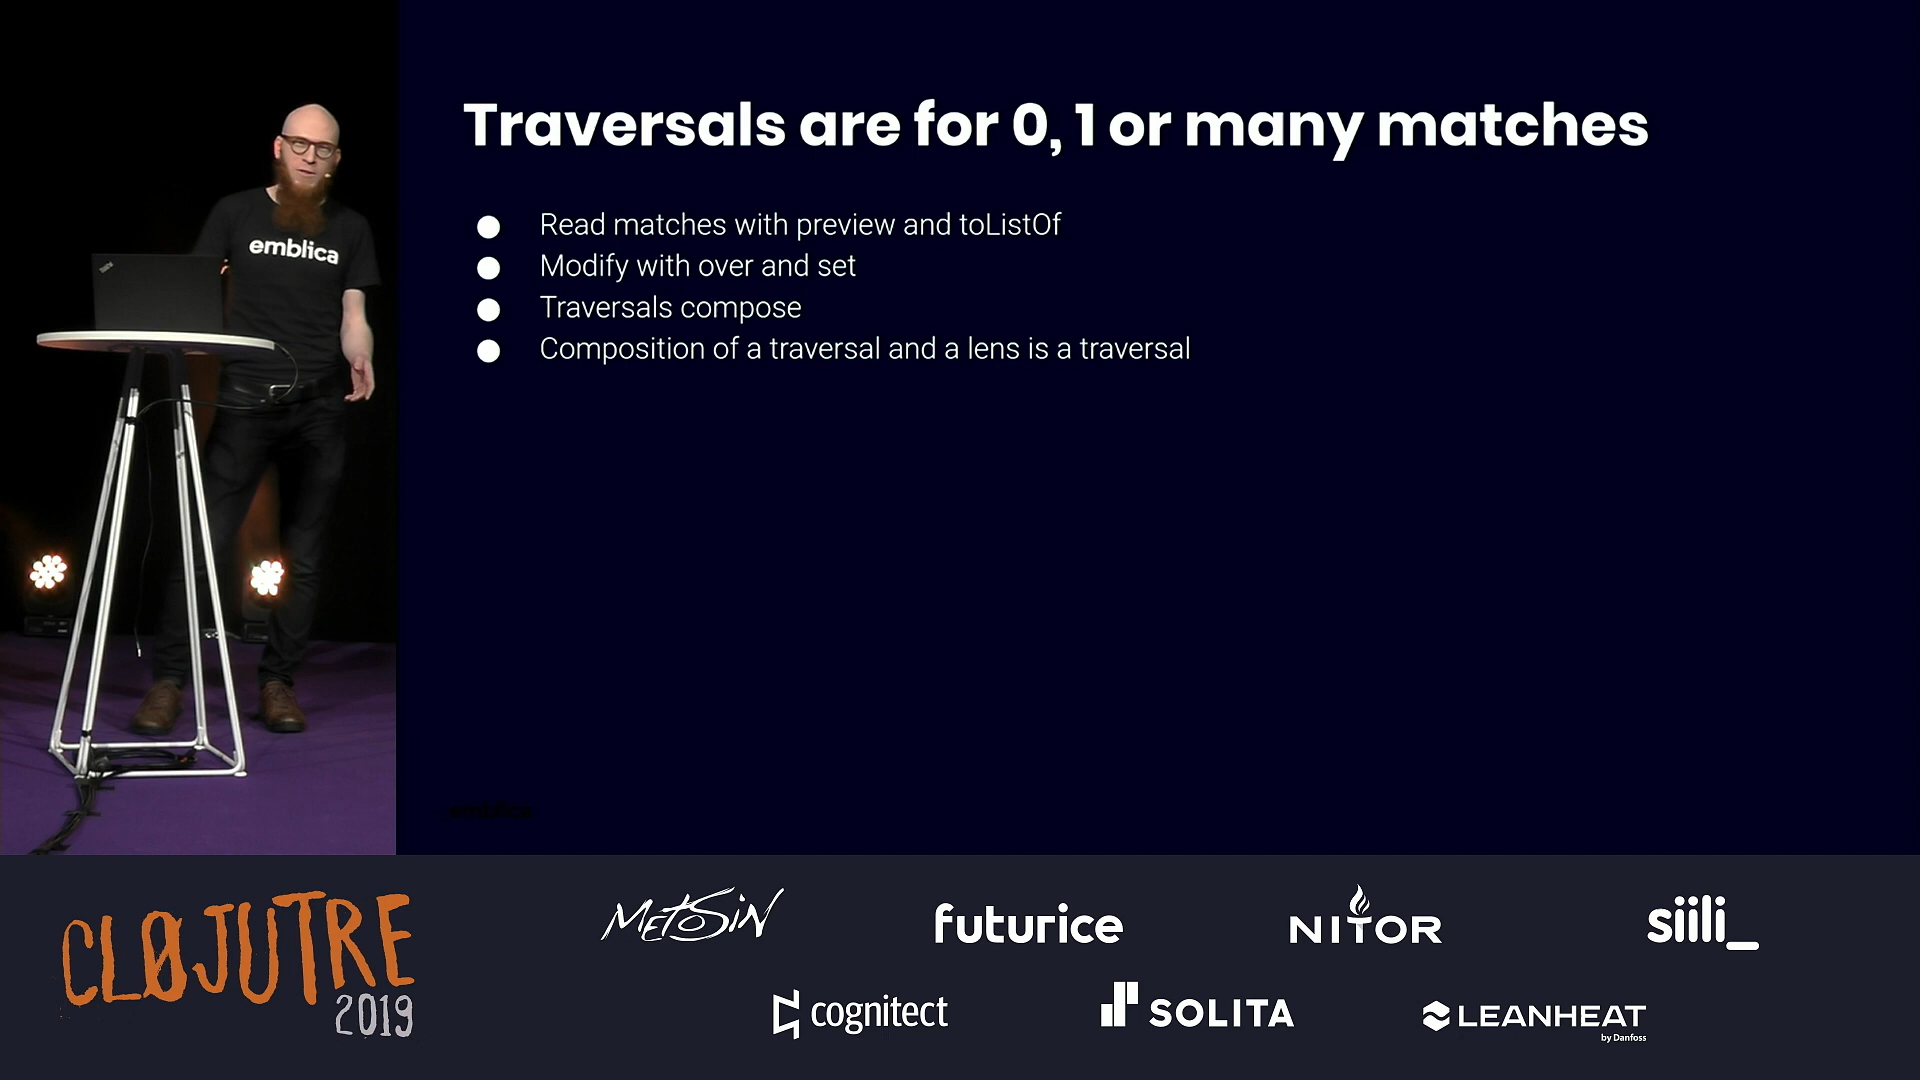 Traversals are for 0, 1 or many matches
● Read matches with preview and toListOf
● Modify with over and set
● Traversals compose
● Composition of a traversal and a lens is a traversal
emblica
emblica
CLØJUTRE
2019
METOSIN
futurice
NITOR
siili_
cognitect
SOLITA
LEANHEAT
by Danfoss